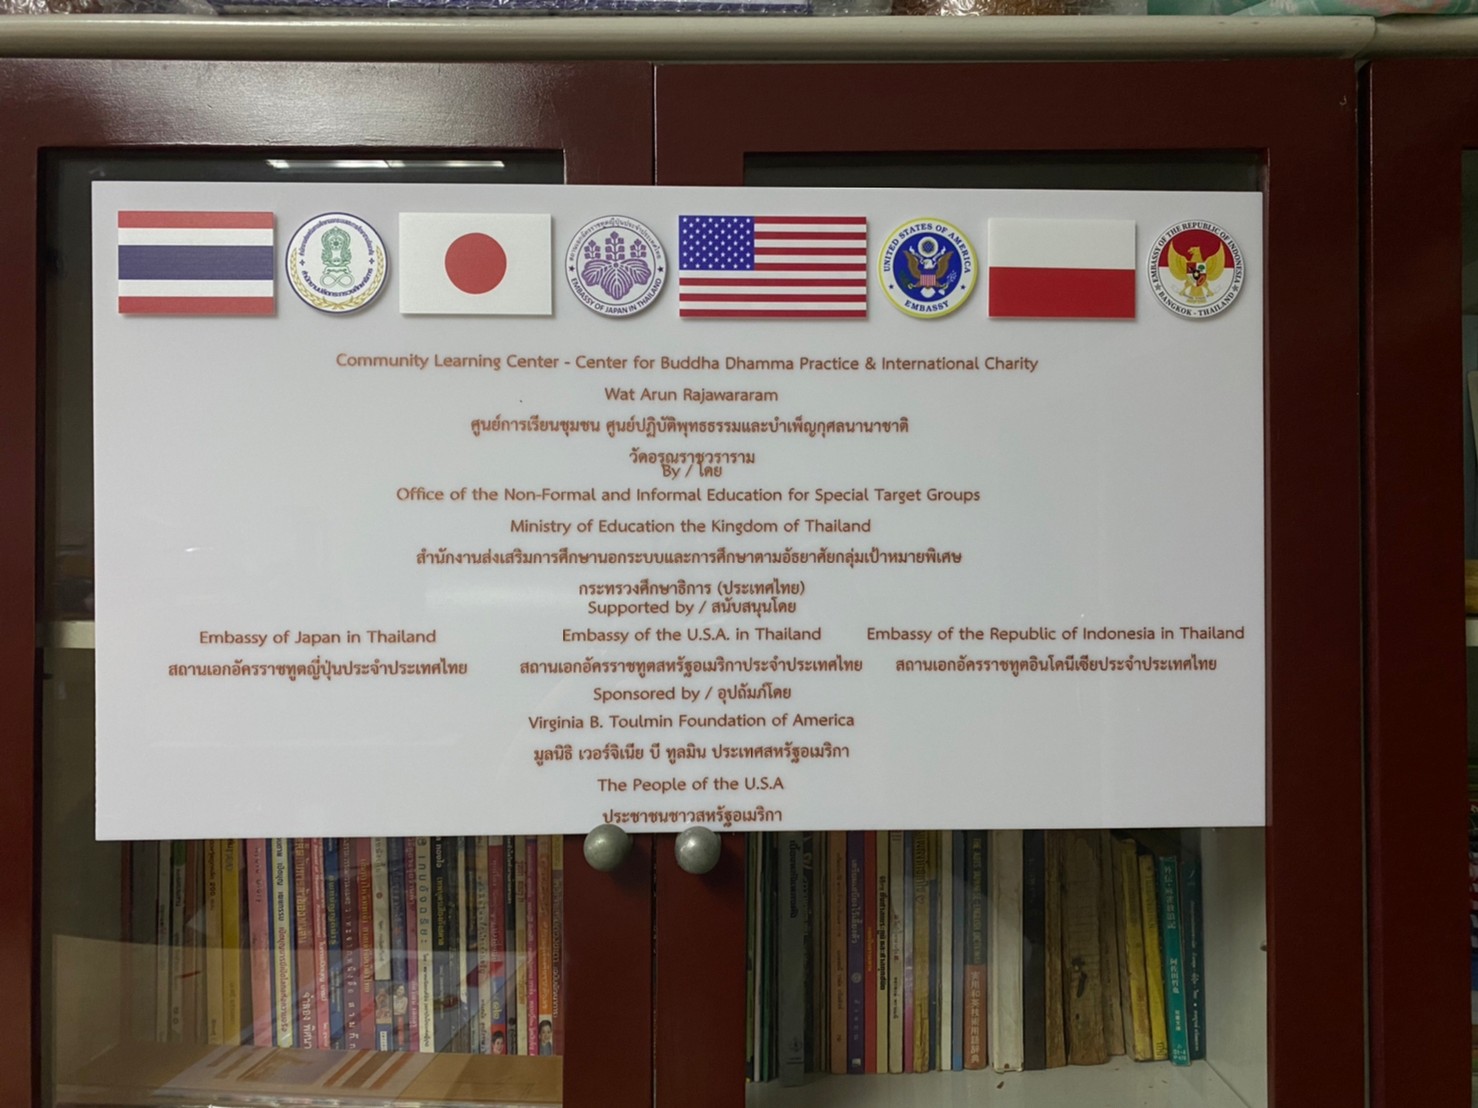 UNITED STATES OF AMERICA
EMBASSY
EMBASSY OF JAPAN IN THAILAND
EMBASSY OF THE REPUBLIC OF INDONESIA
BANGKOK - THAILAND
Community Learning Center - Center for Buddha Dhamma Practice & International Charity
Wat Arun Rajawararam
ศูนย์การเรียนชุมชน ศูนย์ปฏิบัติพุทธธรรมและบำเพ็ญกุศลนานาชาติ
วัดอรุณราชวราราม
By / โดย
Office of the Non-Formal and Informal Education for Special Target Groups
Ministry of Education the Kingdom of Thailand
สำนักงานส่งเสริมการศึกษานอกระบบและการศึกษาตามอัธยาศัยกลุ่มเป้าหมายพิเศษ
กระทรวงศึกษาธิการ (ประเทศไทย)
Supported by / สนับสนุนโดย
Embassy of Japan in Thailand Embassy of the U.S.A. in Thailand Embassy of the Republic of Indonesia in Thailand
สถานเอกอัครราชทูตญี่ปุ่นประจำประเทศไทย สถานเอกอัครราชทูตสหรัฐอเมริกาประจำประเทศไทย สถานเอกอัครราชทูตอินโดนีเซียประจำประเทศไทย
Sponsored by / อุปถัมภ์โดย
Virginia B. Toulmin Foundation of America
มูลนิธิ เวอร์จิเนีย บี ทูลมิน ประเทศสหรัฐอเมริกา
The People of the U.S.A
ประชาชนชาวสหรัฐอเมริกา